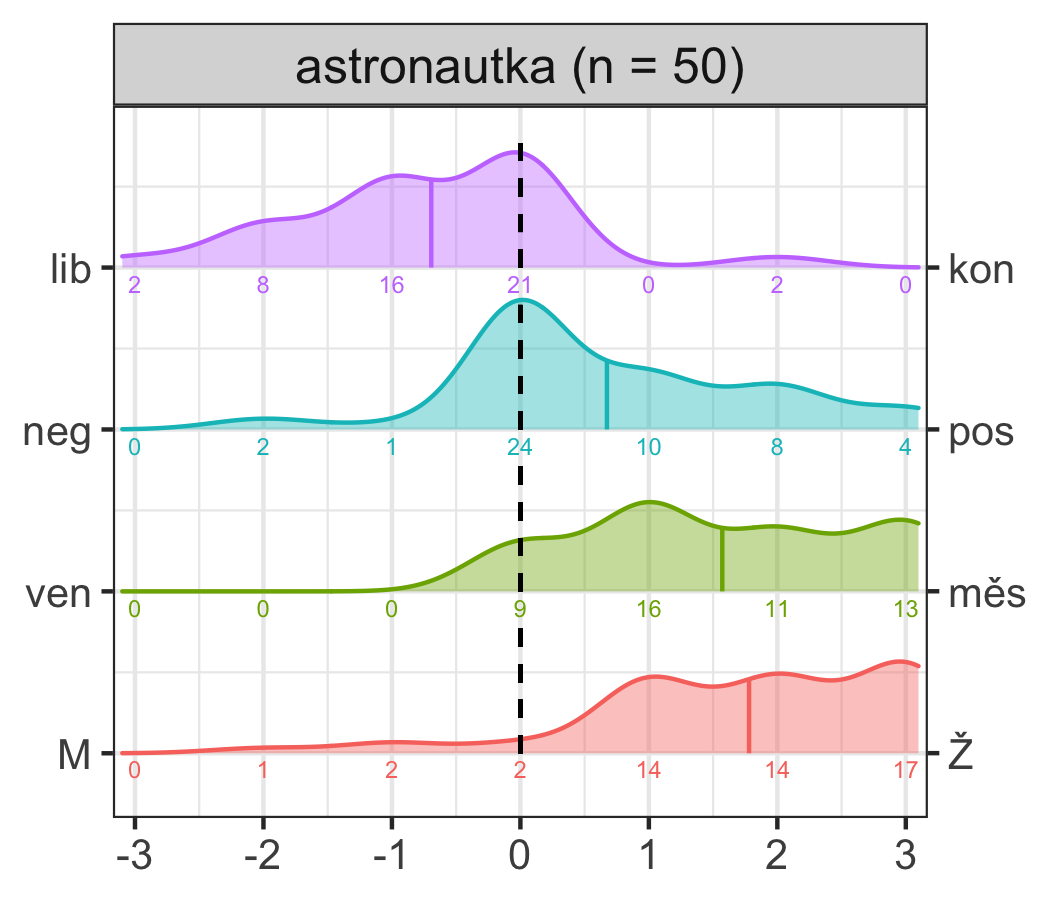 astronautka (n = 50)
lib kon
2 8 16 21 0 2 0
neg pos
0 2 1 24 10 8 4
ven měs
0 0 0 9 16 11 13
M Ž
0 1 2 2 14 14 17
-3 -2 -1 0 1 2 3